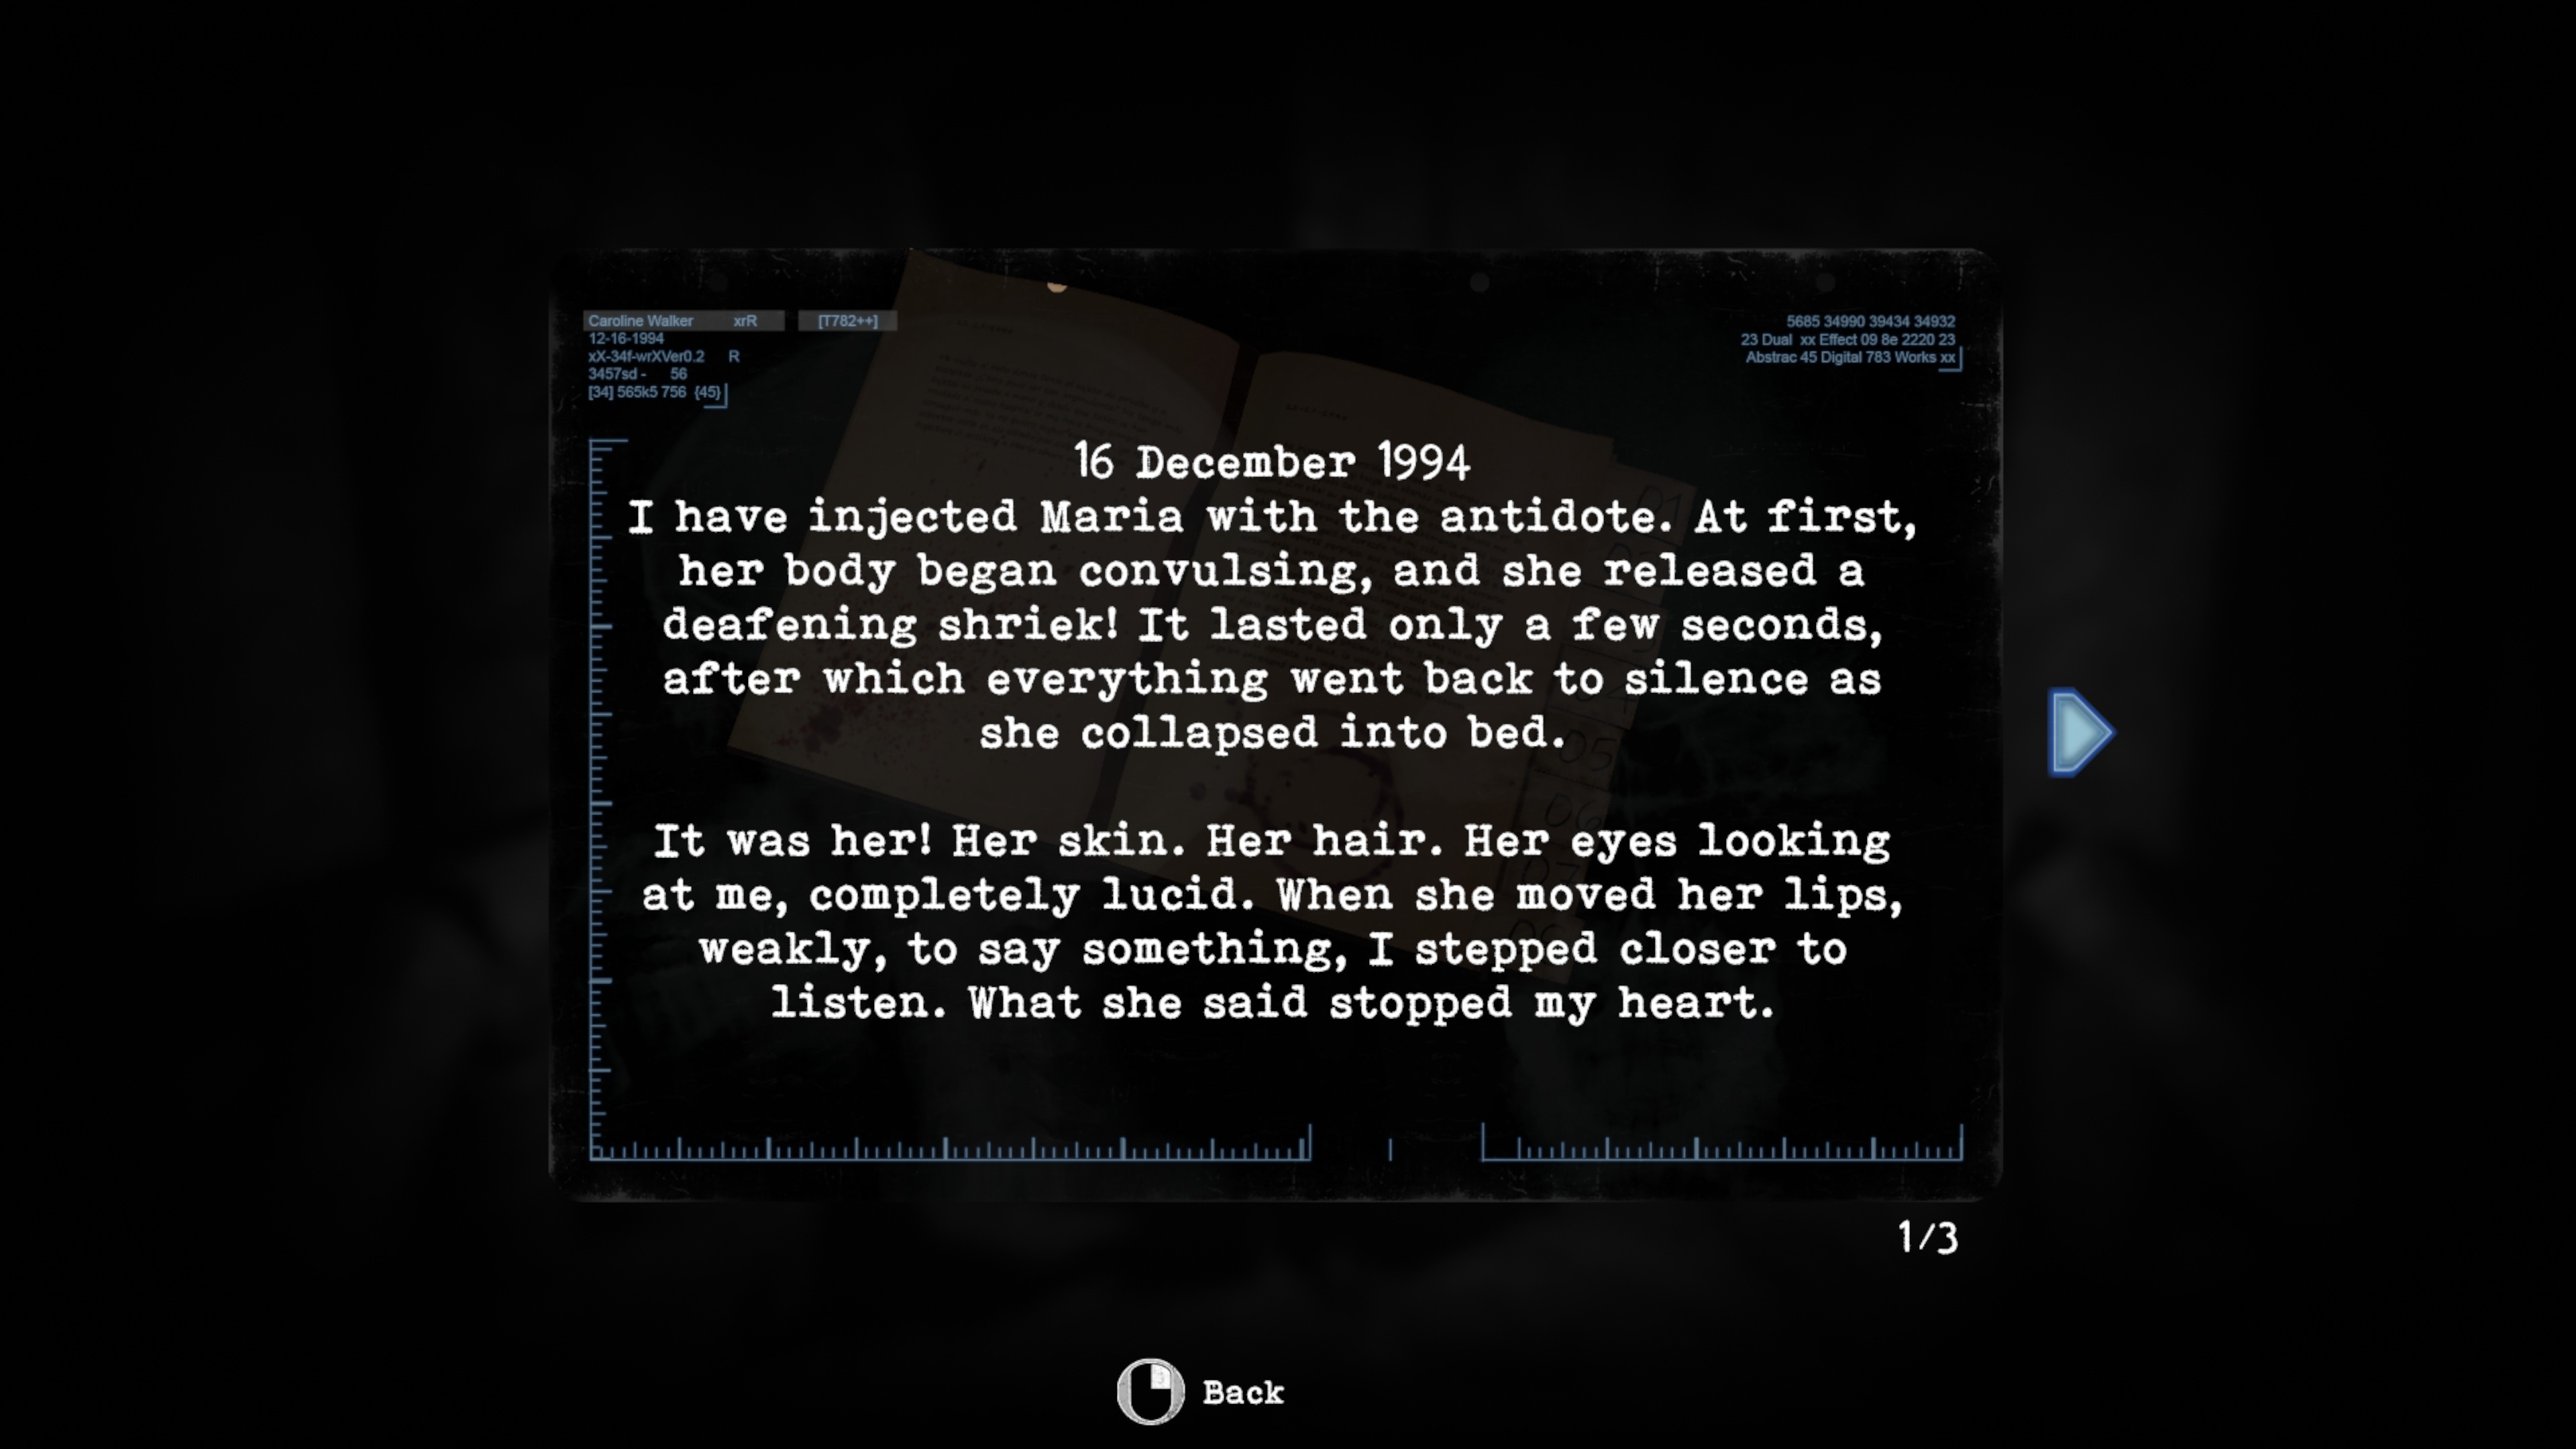 Caroline Walker xrR [T782++]
12-16-1994
xX-34f-wrXVer0.2 R
3457sd - 56
[34] 565k5 756 {45}
5685 34990 39434 34932
23 Dual xx Effect 09 8e 2220 23
Abstrac 45 Digital 783 Works xx
16 December 1994
I have injected Maria with the antidote. At first,
her body began convulsing, and she released a
deafening shriek! It lasted only a few seconds,
after which everything went back to silence as
she collapsed into bed.
It was her! Her skin. Her hair. Her eyes looking
at me, completely lucid. When she moved her lips,
weakly, to say something, I stepped closer to
listen. What she said stopped my heart.
05
06
1/3
Back